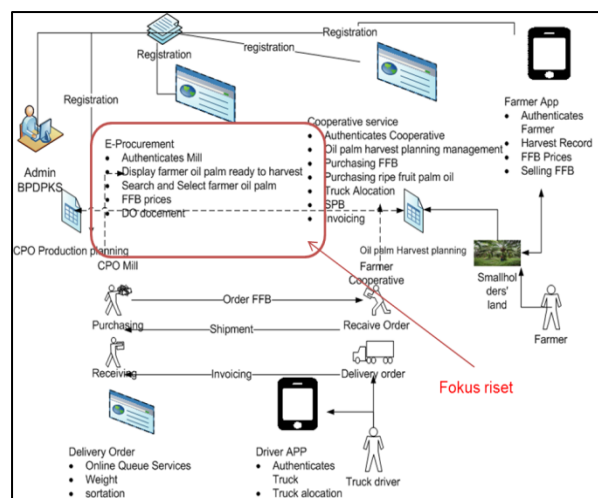 Registration
registration
Registration
Registration
Admin
BPDPKS
E-Procurement
• Authenticates Mill
• Display farmer oil palm ready to harvest
• Search and Select farmer oil palm
• FFB prices
• DO docement
Cooperative service
• Authenticates Cooperative
• Oil palm harvest planning management
• Purchasing FFB
• Purchasing ripe fruit palm oil
• Truck Alocation
• SPB
• Invoicing
Farmer App
• Authenticates
Farmer
• Harvest Record
• FFB Prices
• Selling FFB
CPO Production planning
CPO Mill
Oil palm Harvest planning
Farmer
Cooperative
Smallhol
ders'
land
Farmer
Order FFB
Purchasing
Shipment
Recaive Order
Receiving
Invoicing
Delivery order
Fokus riset
Delivery Order
• Online Queue Services
• Weight
• sortation
Driver APP
• Authenticates
Truck
• Truck alocation
Truck driver